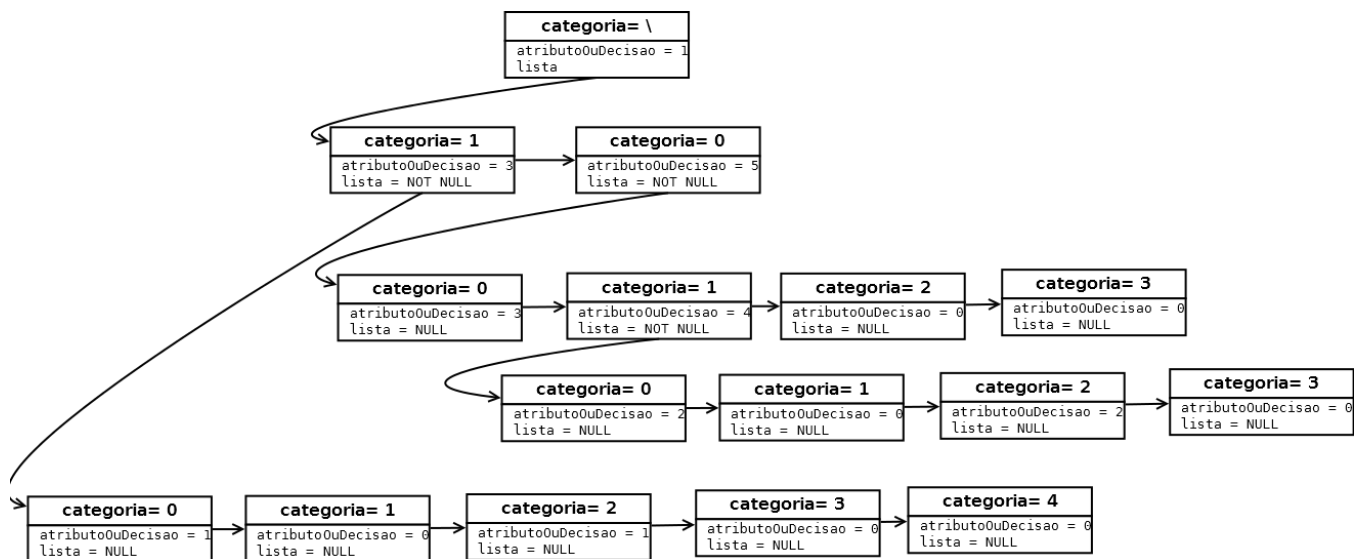 categoria= \
atributoOuDecisao = 1
lista
categoria= 1
atributoOuDecisao = 3
lista = NOT NULL
categoria= 0
atributoOuDecisao = 5
lista = NOT NULL
categoria= 0
atributoOuDecisao = 3
lista = NULL
categoria= 1
atributoOuDecisao = 4
lista = NOT NULL
categoria= 2
atributoOuDecisao = 0
lista = NULL
categoria= 3
atributoOuDecisao = 0
lista = NULL
categoria= 0
atributoOuDecisao = 2
lista = NULL
categoria= 1
atributoOuDecisao = 0
lista = NULL
categoria= 2
atributoOuDecisao = 2
lista = NULL
categoria= 3
atributoOuDecisao = 0
lista = NULL
categoria= 0
atributoOuDecisao = 1
lista = NULL
categoria= 1
atributoOuDecisao = 0
lista = NULL
categoria= 2
atributoOuDecisao = 1
lista = NULL
categoria= 3
atributoOuDecisao = 0
lista = NULL
categoria= 4
atributoOuDecisao = 0
lista = NULL